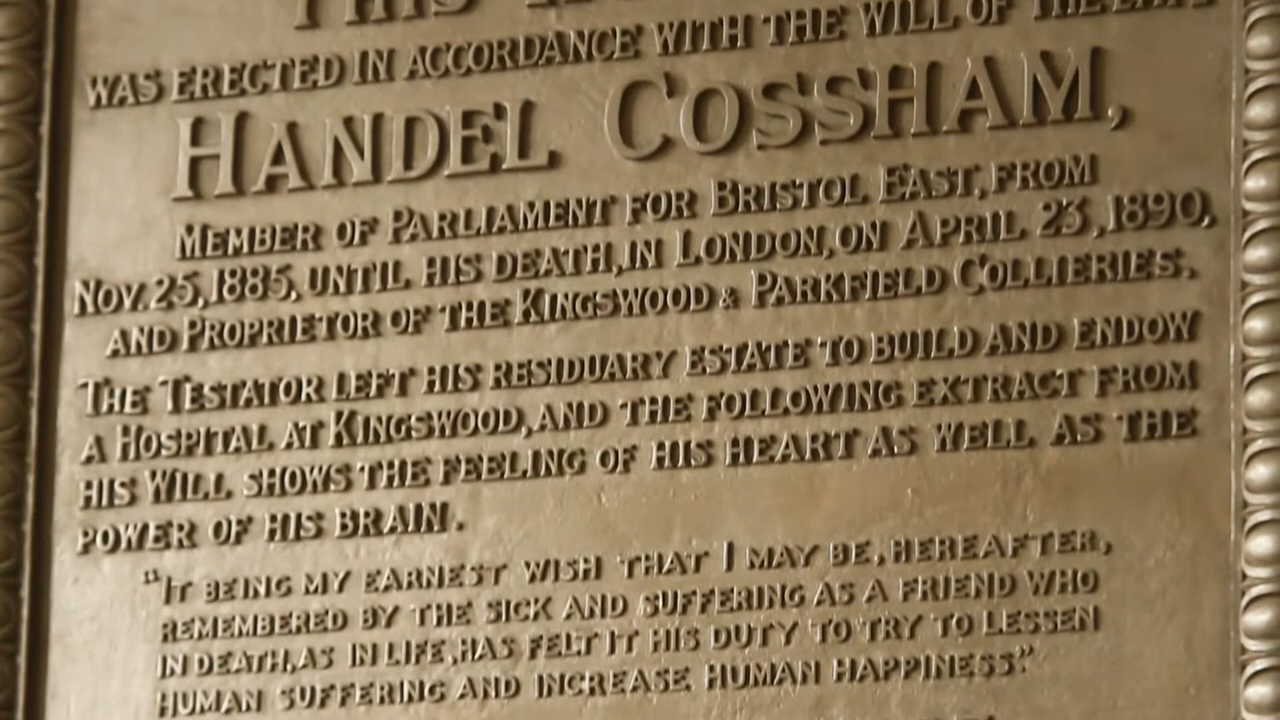 THIS
WAS ERECTED IN ACCORDANCE WITH THE WILL OF THE LATE
HANDEL COSSHAM,
MEMBER OF PARLIAMENT FOR BRISTOL EAST, FROM
NOV. 25, 1885, UNTIL HIS DEATH, IN LONDON, ON APRIL 23, 1890,
AND PROPRIETOR OF THE KINGSWOOD & PARKFIELD COLLIERIES.
THE TESTATOR LEFT HIS RESIDUARY ESTATE TO BUILD AND ENDOW
A HOSPITAL AT KINGSWOOD, AND THE FOLLOWING EXTRACT FROM
HIS WILL SHOWS THE FEELING OF HIS HEART AS WELL AS THE
POWER OF HIS BRAIN.
"IT BEING MY EARNEST WISH THAT I MAY BE, HEREAFTER,
REMEMBERED BY THE SICK AND SUFFERING AS A FRIEND WHO
IN DEATH, AS IN LIFE, HAS FELT IT HIS DUTY TO TRY TO LESSEN
HUMAN SUFFERING AND INCREASE HUMAN HAPPINESS."